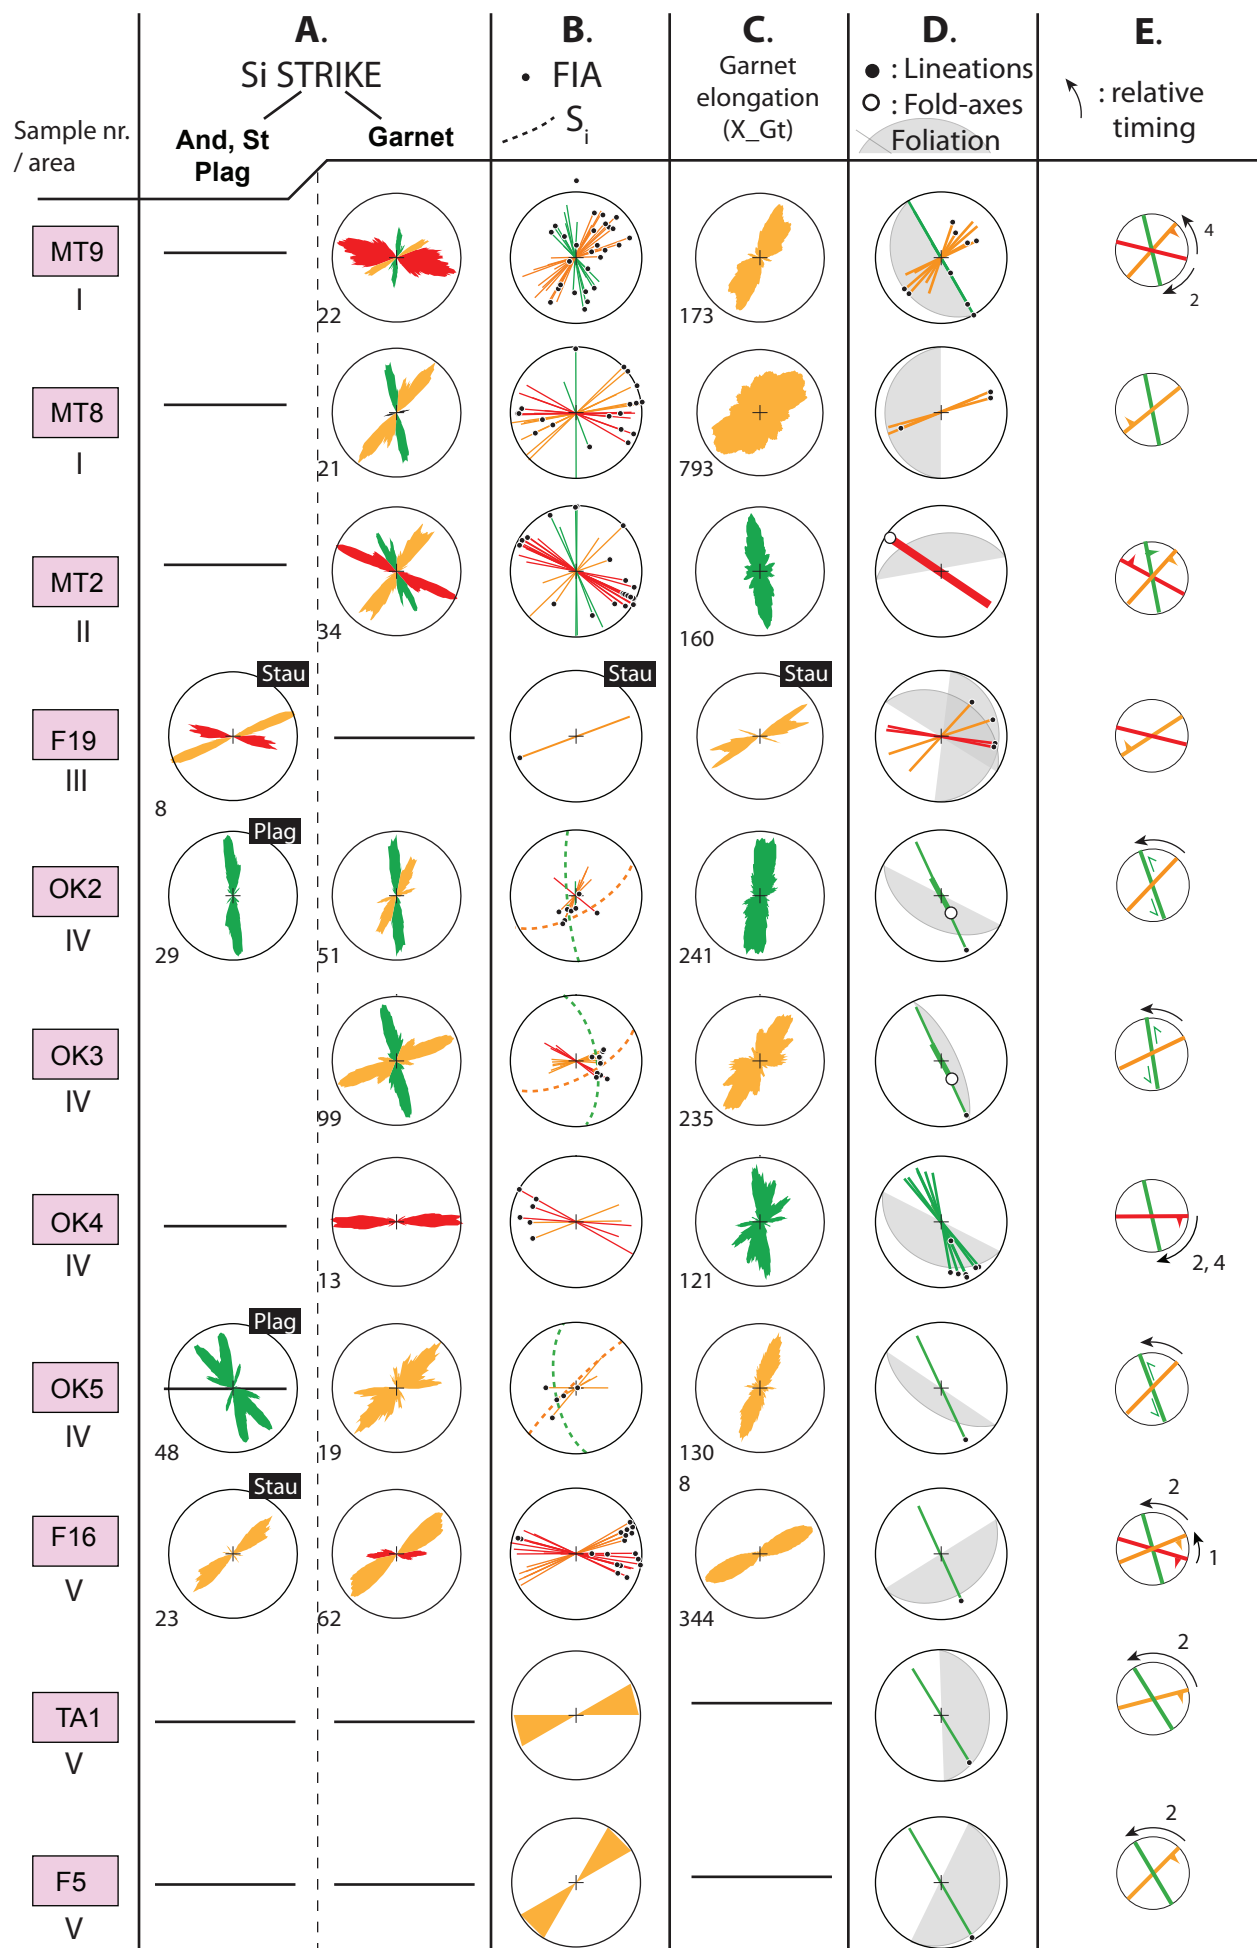 A.
B.
C.
D.
E.
Si STRIKE
FIA
Si
Garnet
elongation
(X_Gt)
: Lineations
: Fold-axes
Foliation
: relative
timing
Sample nr.
/ area
And, St
Plag
Garnet
MT9
I
22
173
4
2
MT8
I
21
793
MT2
II
34
160
F19
III
Stau
8
Stau
Stau
OK2
IV
Plag
29
51
241
OK3
IV
99
235
OK4
IV
13
121
2, 4
OK5
IV
Plag
48
19
130
8
F16
V
Stau
23
62
344
2
1
TA1
V
2
F5
V
2